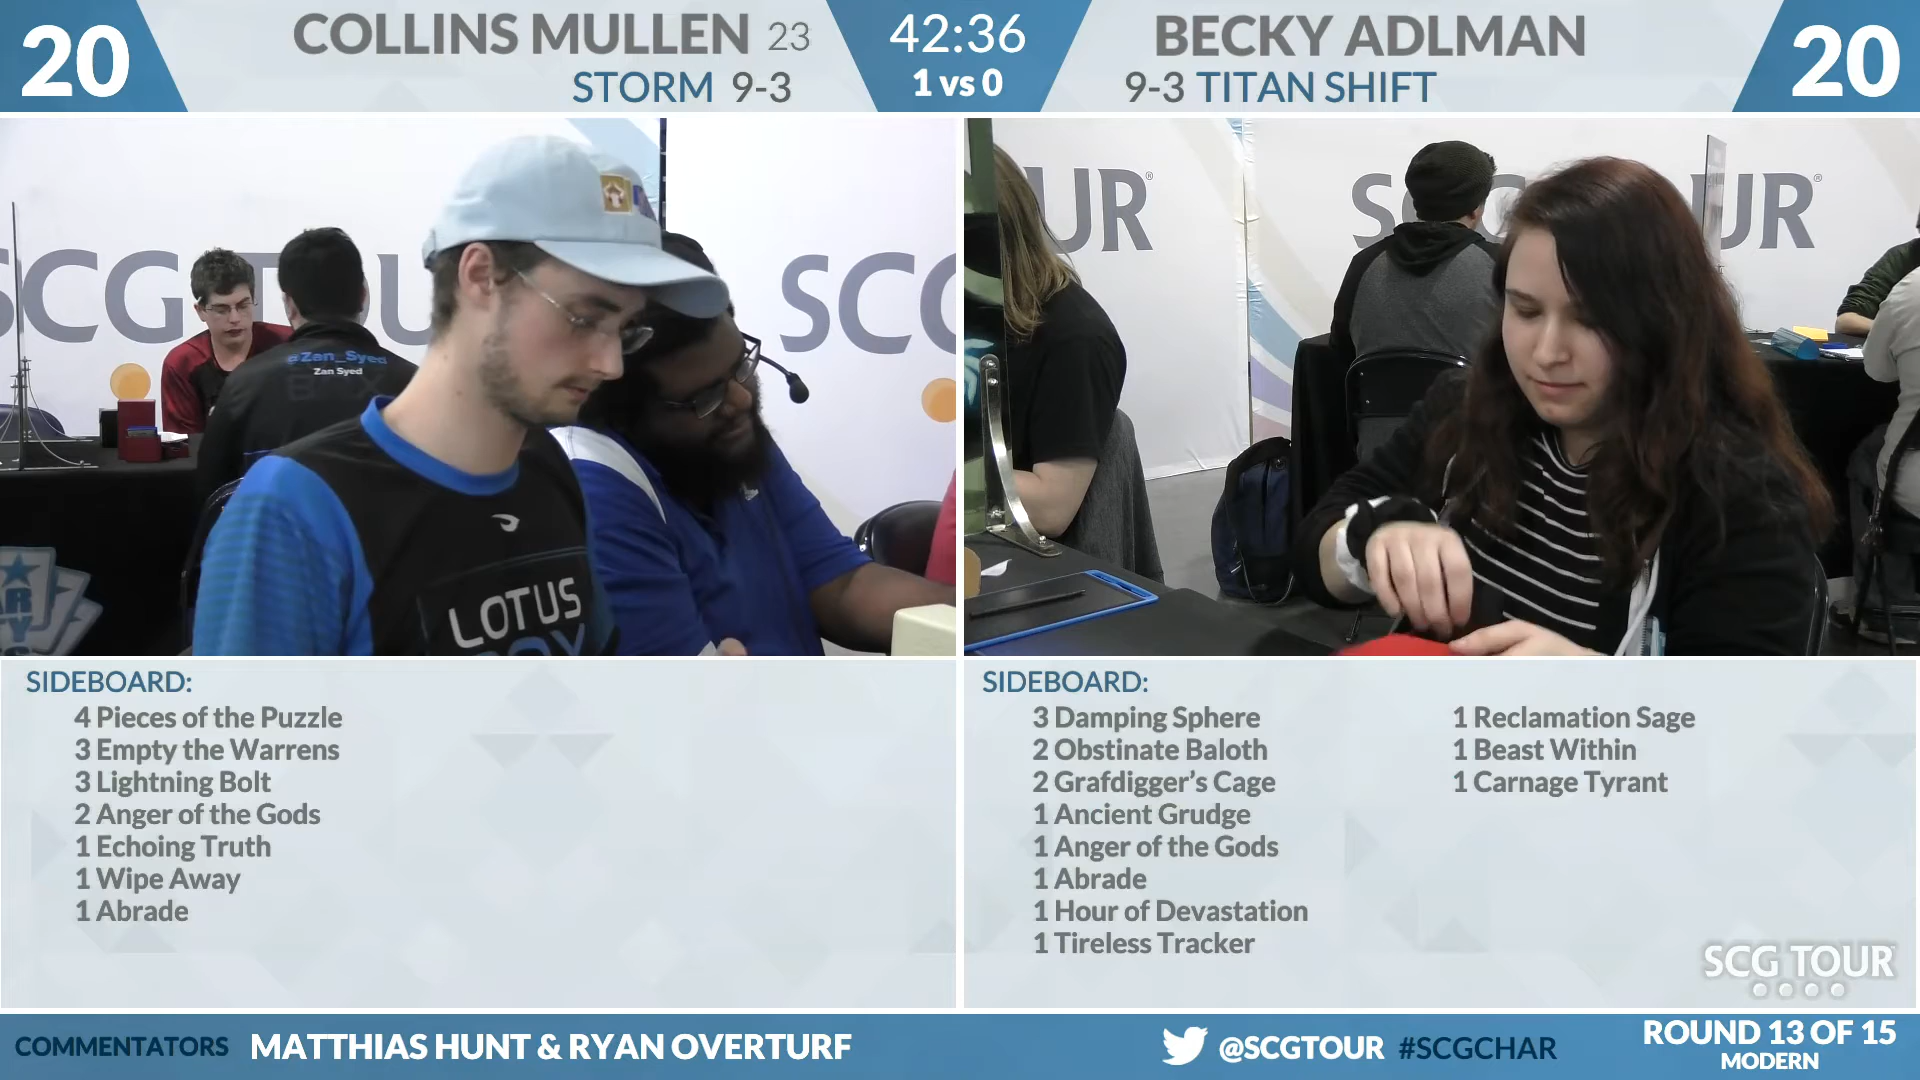 20
COLLINS MULLEN 23
STORM 9-3
42:36
1 vs 0
BECKY ADLMAN
9-3 TITAN SHIFT
20
SCG TOUR
@Zan_Syed
Zan Syed
SCG
LOTUS
BOX
UR®
SCG TOUR®
SIDEBOARD:
4 Pieces of the Puzzle
3 Empty the Warrens
3 Lightning Bolt
2 Anger of the Gods
1 Echoing Truth
1 Wipe Away
1 Abrade
SIDEBOARD:
3 Damping Sphere
2 Obstinate Baloth
2 Grafdigger's Cage
1 Ancient Grudge
1 Anger of the Gods
1 Abrade
1 Hour of Devastation
1 Tireless Tracker
1 Reclamation Sage
1 Beast Within
1 Carnage Tyrant
SCG TOUR
COMMENTATORS MATTHIAS HUNT & RYAN OVERTURF
@SCGTOUR #SCGCHAR
ROUND 13 OF 15
MODERN